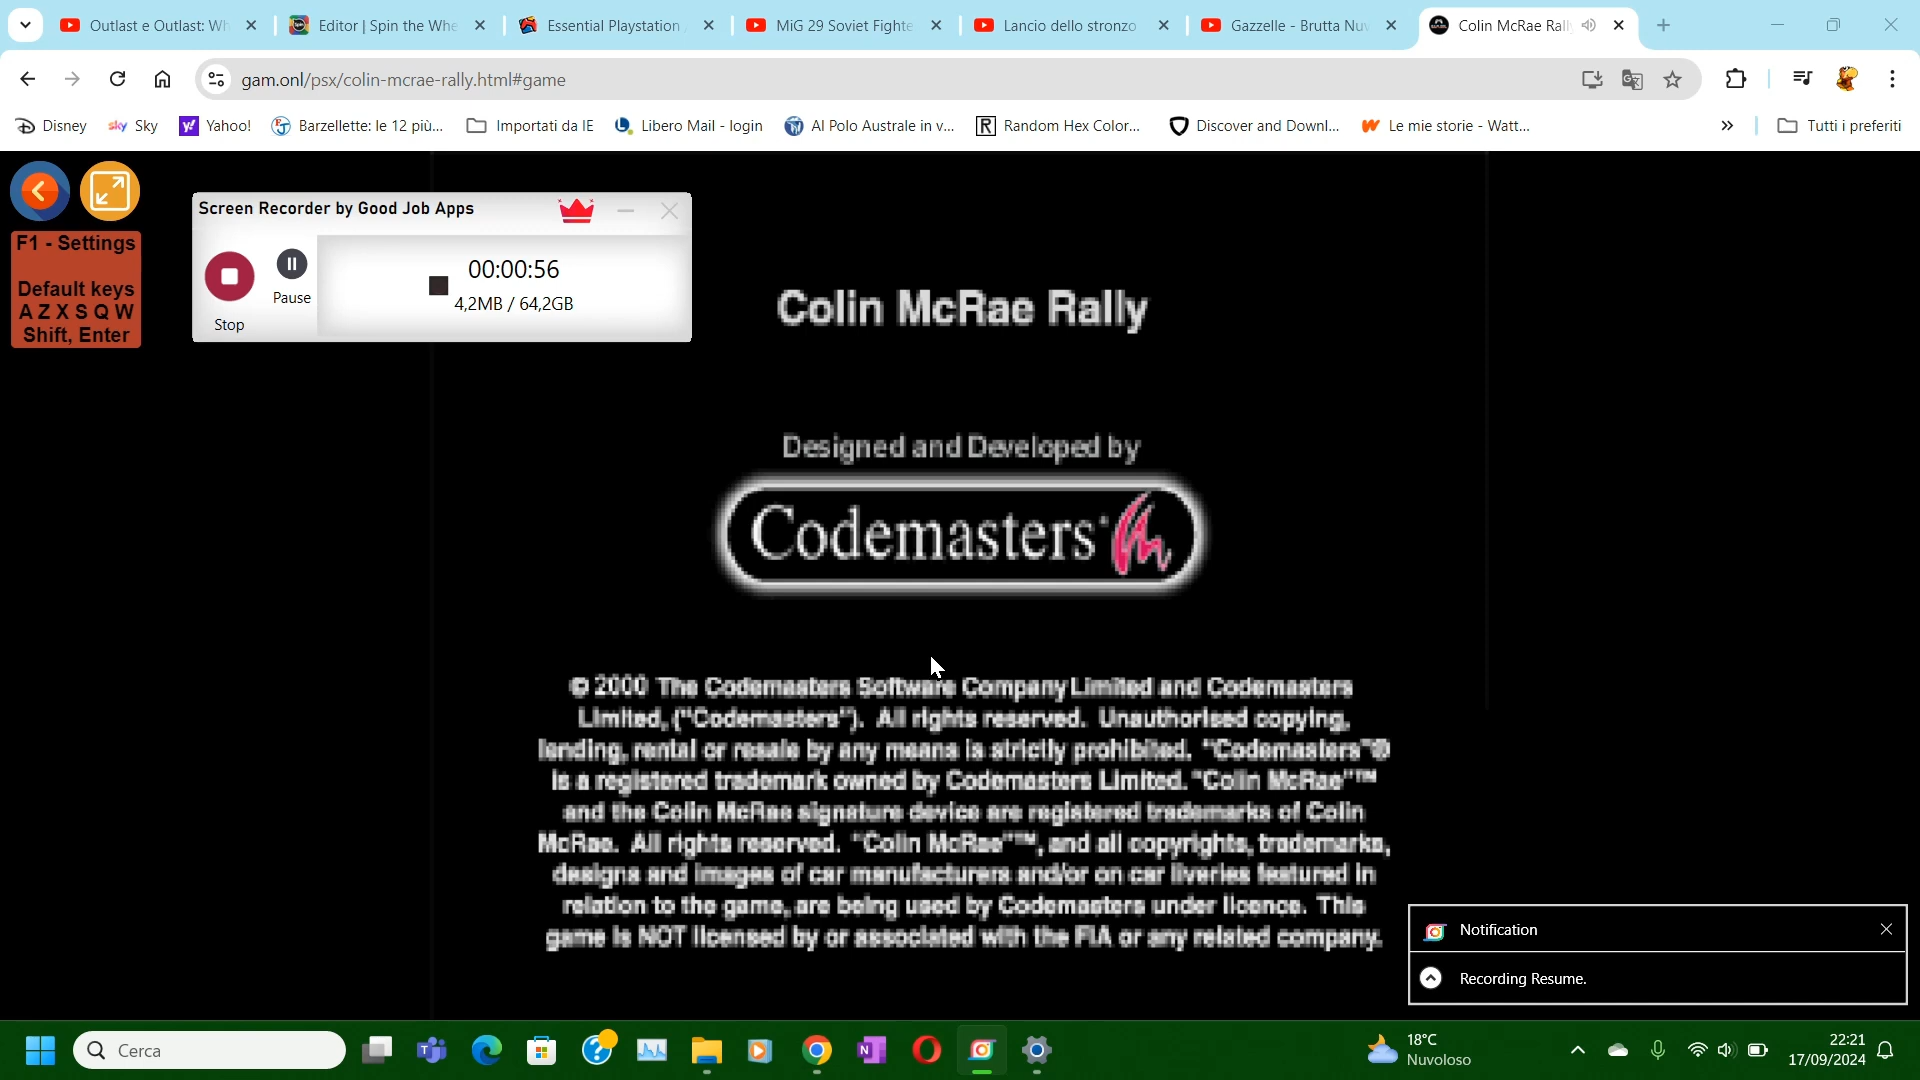 Outlast e Outlast: Wh
Editor | Spin the Whe
Essential Playstation
MiG 29 Soviet Fighte
Lancio dello stronzo
Gazzelle - Brutta Nuv
Colin McRae Rall
gam.onl/psx/colin-mcrae-rally.html#game
Disney
sky Sky
Yahoo!
Barzellette: le 12 più...
Importati da IE
Libero Mail - login
Al Polo Australe in v...
Random Hex Color...
Discover and Downl...
Le mie storie - Watt...
Tutti i preferiti
F1 - Settings
Default keys
A Z X S Q W
Shift, Enter
Screen Recorder by Good Job Apps
Stop
Pause
00:00:56
4,2MB / 64,2GB
Colin McRae Rally
Designed and Developed by
Codemasters
© 2000 The Codemasters Software Company Limited and Codemasters
Limited, ("Codemasters"). All rights reserved. Unauthorised copying,
lending, rental or resale by any means is strictly prohibited. "Codemasters"®
is a registered trademark owned by Codemasters Limited. "Colin McRae"™
and the Colin McRae signature device are registered trademarks of Colin
McRae. All rights reserved. "Colin McRae"™, and all copyrights, trademarks,
designs and images of car manufacturers and/or on car liveries featured in
relation to the game, are being used by Codemasters under licence. This
game is NOT licensed by or associated with the FIA or any related company.
Notification
Recording Resume.
Cerca
18°C
Nuvoloso
22:21
17/09/2024